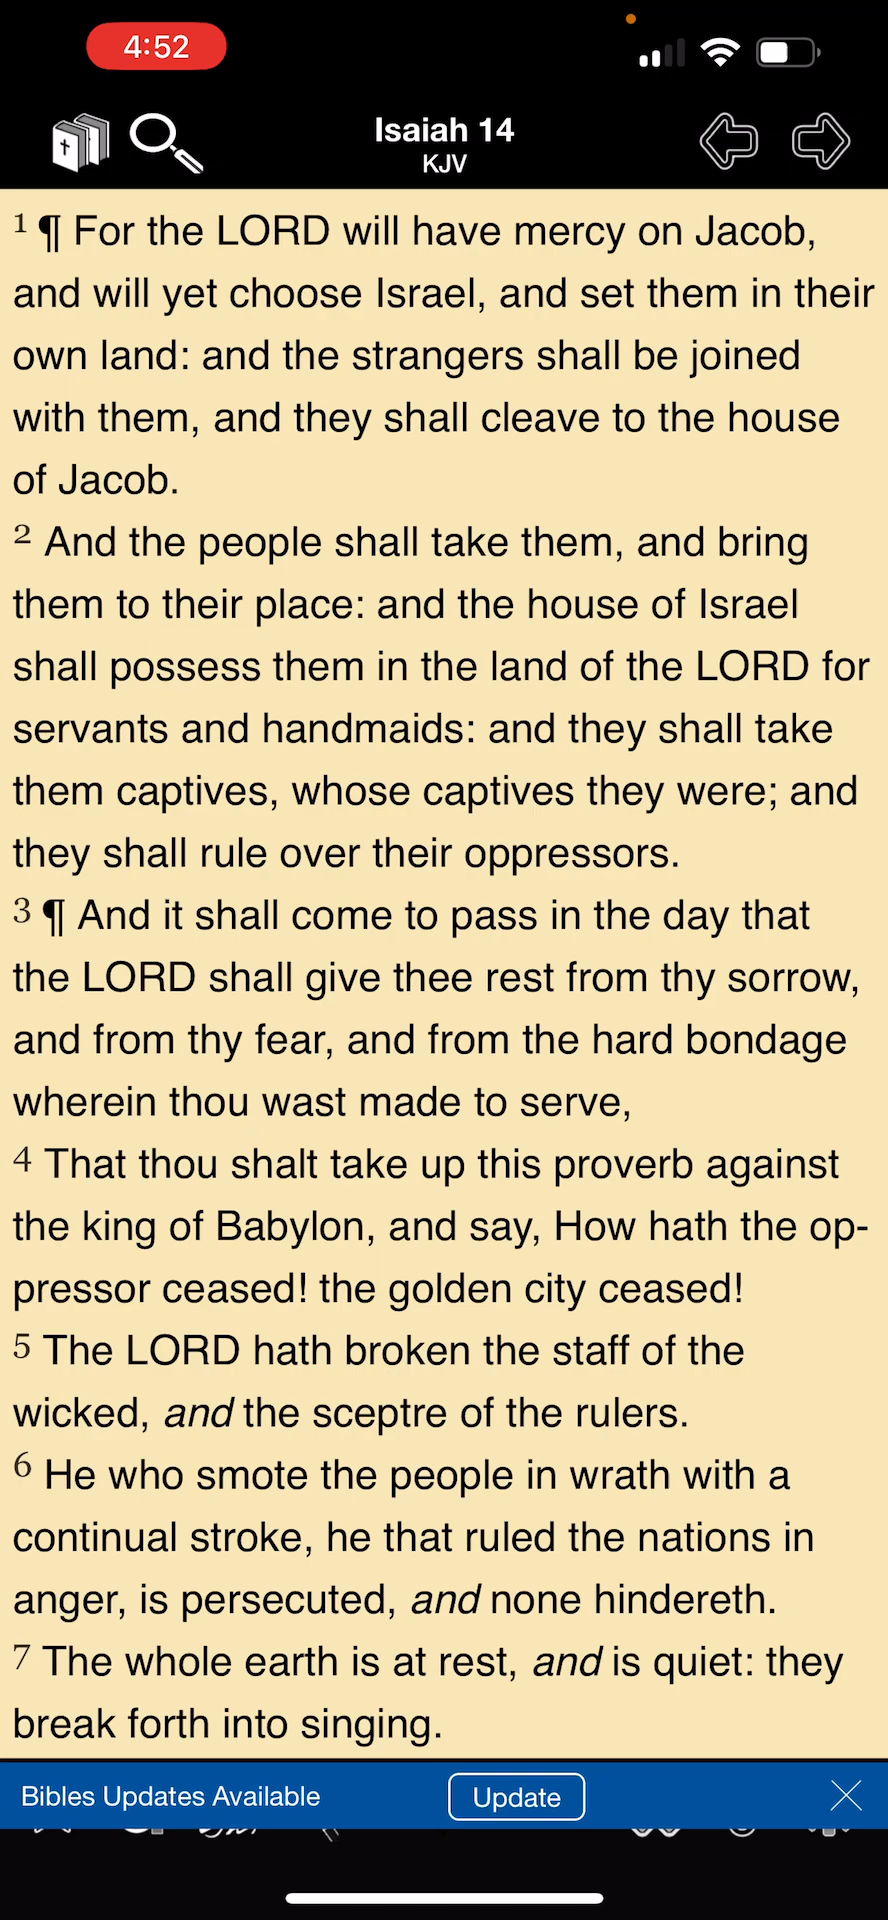 4:52
Isaiah 14
KJV
1 ¶ For the LORD will have mercy on Jacob,
and will yet choose Israel, and set them in their
own land: and the strangers shall be joined
with them, and they shall cleave to the house
of Jacob.
2 And the people shall take them, and bring
them to their place: and the house of Israel
shall possess them in the land of the LORD for
servants and handmaids: and they shall take
them captives, whose captives they were; and
they shall rule over their oppressors.
3 ¶ And it shall come to pass in the day that
the LORD shall give thee rest from thy sorrow,
and from thy fear, and from the hard bondage
wherein thou wast made to serve,
4 That thou shalt take up this proverb against
the king of Babylon, and say, How hath the op-
pressor ceased! the golden city ceased!
5 The LORD hath broken the staff of the
wicked, and the sceptre of the rulers.
6 He who smote the people in wrath with a
continual stroke, he that ruled the nations in
anger, is persecuted, and none hindereth.
7 The whole earth is at rest, and is quiet: they
break forth into singing.
Bibles Updates Available
Update